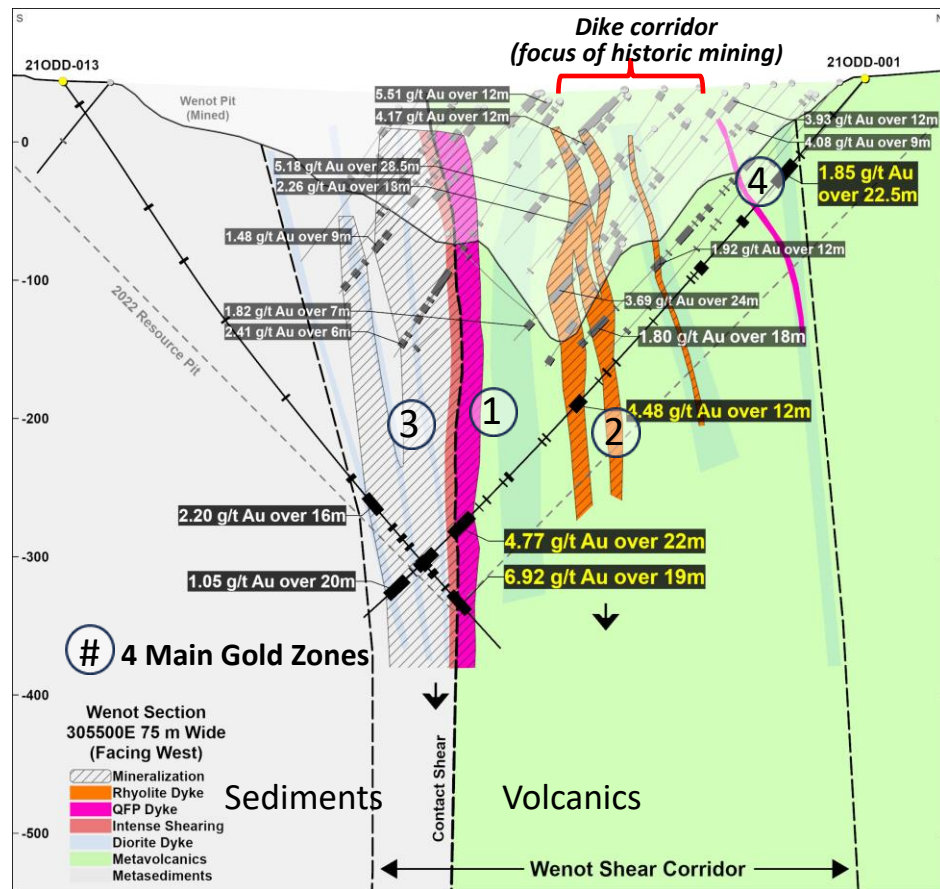 S
N
Dike corridor
(focus of historic mining)
21ODD-013
21ODD-001
Wenot Pit
(Mined)
5.51 g/t Au over 12m
4.17 g/t Au over 12m
3.93 g/t Au over 12m
4.08 g/t Au over 9m
0
5.18 g/t Au over 28.5m
2.26 g/t Au over 19m
4
1.85 g/t Au
over 22.5m
1.48 g/t Au over 9m
1.92 g/t Au over 12m
-100
2022 Resource Pit
1.82 g/t Au over 7m
2.41 g/t Au over 6m
3.69 g/t Au over 24m
1.80 g/t Au over 18m
-200
3
1
2
4.48 g/t Au over 12m
2.20 g/t Au over 16m
4.77 g/t Au over 22m
-300
1.05 g/t Au over 20m
6.92 g/t Au over 19m
# 4 Main Gold Zones
-400
Wenot Section
305500E 75 m Wide
(Facing West)
Mineralization
Rhyolite Dyke
QFP Dyke
Intense Shearing
Diorite Dyke
Metavolcanics
Metasediments
Sediments
Contact Shear
Volcanics
-500
Wenot Shear Corridor